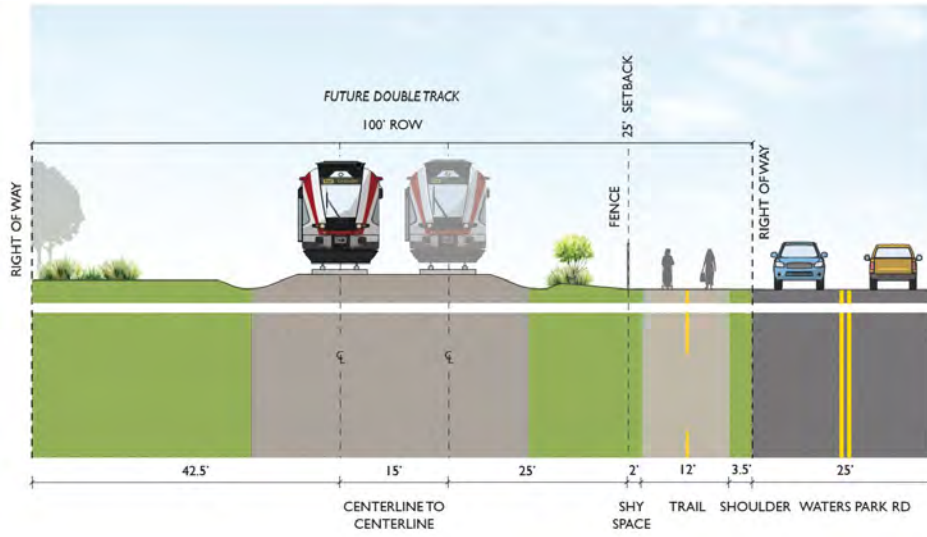 FUTURE DOUBLE TRACK
100' ROW
25' SETBACK
RIGHT OF WAY
FENCE
RIGHT OF WAY
℄
℄
42.5'
15'
25'
2'
12'
3.5'
25'
CENTERLINE TO
CENTERLINE
SHY
SPACE
TRAIL
SHOULDER
WATERS PARK RD